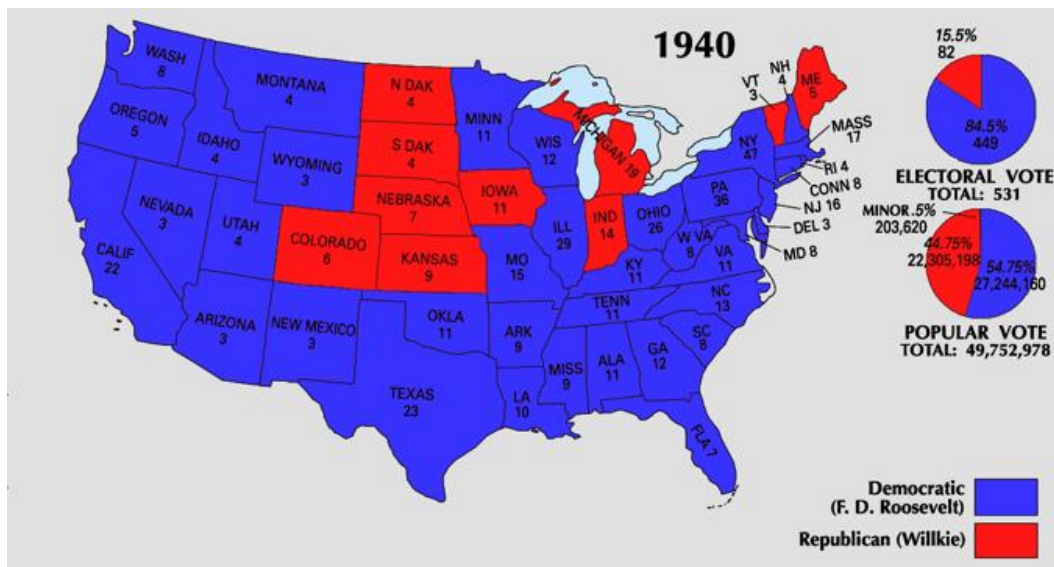 1940
WASH
8
OREGON
5
CALIF
22
NEVADA
3
IDAHO
4
MONTANA
4
WYOMING
3
UTAH
4
ARIZONA
3
COLORADO
6
NEW MEXICO
3
N DAK
4
S DAK
4
NEBRASKA
7
KANSAS
9
OKLA
11
TEXAS
23
MINN
11
IOWA
11
MO
15
ARK
9
LA
10
WIS
12
ILL
29
MICHIGAN 19
IND
14
OHIO
26
KY
11
TENN
11
MISS
9
ALA
11
GA
12
FLA 7
SC
8
NC
13
VA
11
W VA
8
PA
36
NY
47
VT
3
NH
4
ME
5
MASS
17
RI 4
CONN 8
NJ 16
DEL 3
MD 8
15.5%
82
84.5%
449
ELECTORAL VOTE
TOTAL: 531
MINOR .5%
203,620
44.75%
22,305,198
54.75%
27,244,160
POPULAR VOTE
TOTAL: 49,752,978
Democratic
(F. D. Roosevelt)
Republican (Willkie)